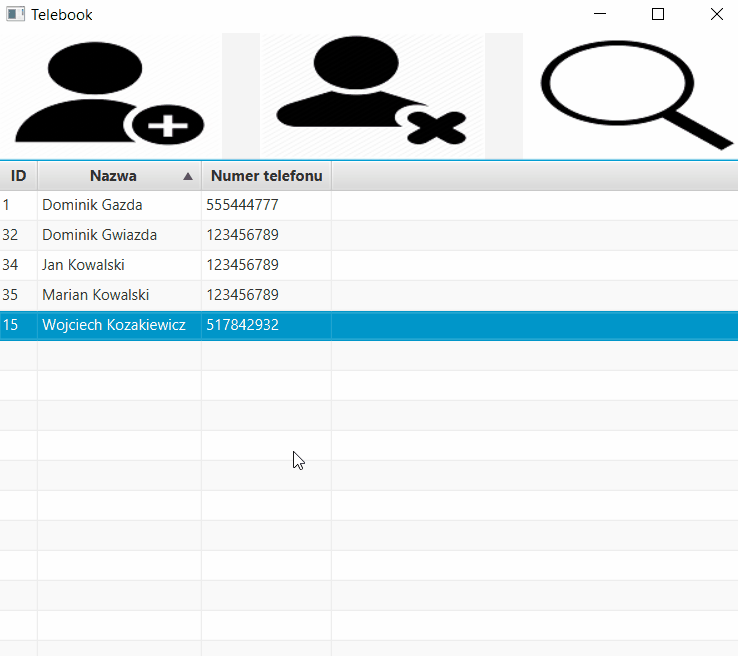 Telebook
ID Nazwa Numer telefonu
1 Dominik Gazda 555444777
32 Dominik Gwiazda 123456789
34 Jan Kowalski 123456789
35 Marian Kowalski 123456789
15 Wojciech Kozakiewicz 517842932